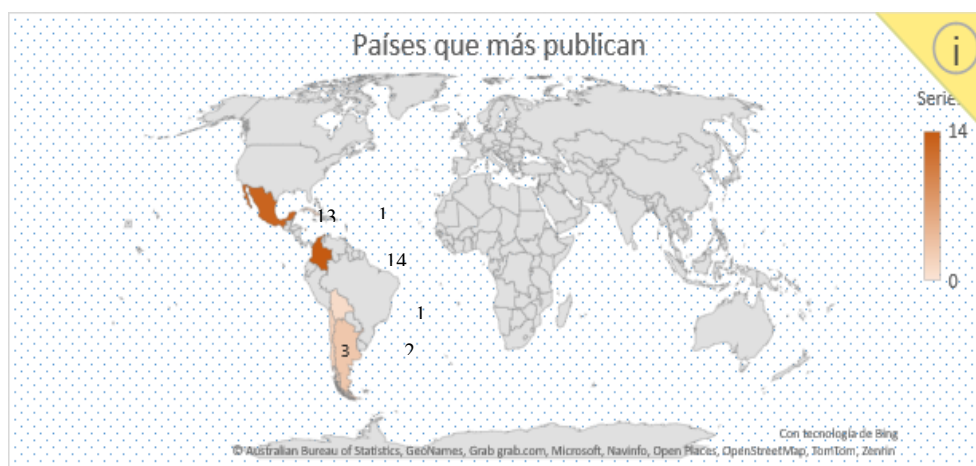 Países que más publican
i
Serie
14
13
1
14
1
3
2
0
Con tecnología de Bing
© Australian Bureau of Statistics, GeoNames, Grab grab.com, Microsoft, Navinfo, Open Places, OpenStreetMap, TomTom, Zenrin